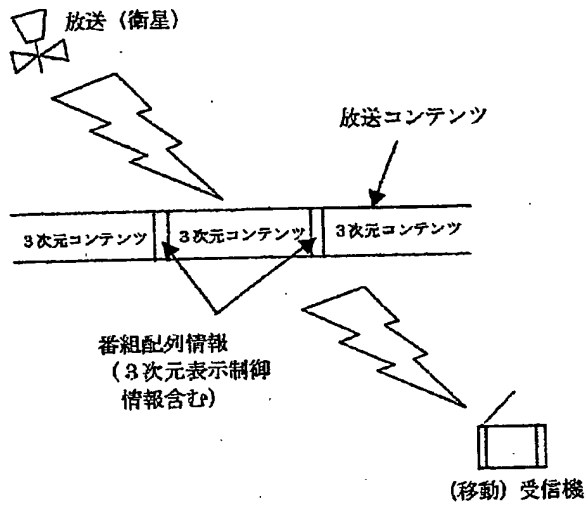 放送（衛星）
放送コンテンツ
３次元コンテンツ
３次元コンテンツ
３次元コンテンツ
番組配列情報
（３次元表示制御
情報含む）
（移動）受信機